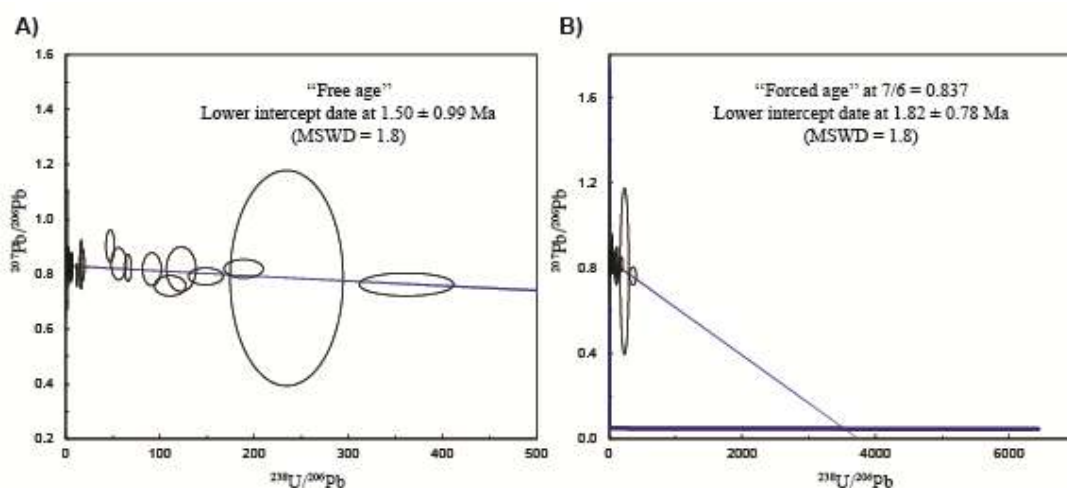 A)
1.6
1.4
1.2
1.0
0.8
0.6
0.4
0.2
²⁰⁷Pb/²⁰⁶Pb
“Free age”
Lower intercept date at 1.50 ± 0.99 Ma
(MSWD = 1.8)
0 100 200 300 400 500
²³⁸U/²⁰⁶Pb
B)
1.6
1.2
0.8
0.4
0.0
²⁰⁷Pb/²⁰⁶Pb
“Forced age” at 7/6 = 0.837
Lower intercept date at 1.82 ± 0.78 Ma
(MSWD = 1.8)
0 2000 4000 6000
²³⁸U/²⁰⁶Pb